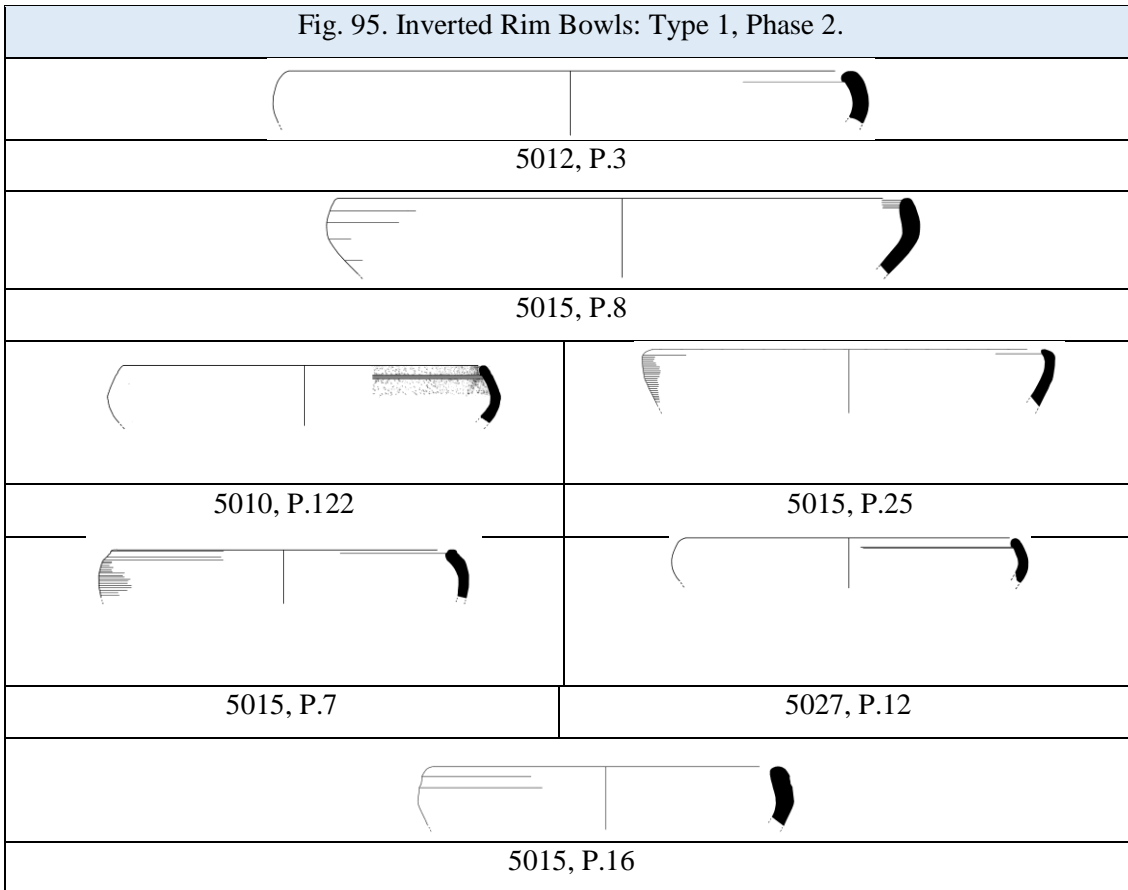 Fig. 95. Inverted Rim Bowls: Type 1, Phase 2.
5012, P.3
5015, P.8
5010, P.122
5015, P.25
5015, P.7
5027, P.12
5015, P.16